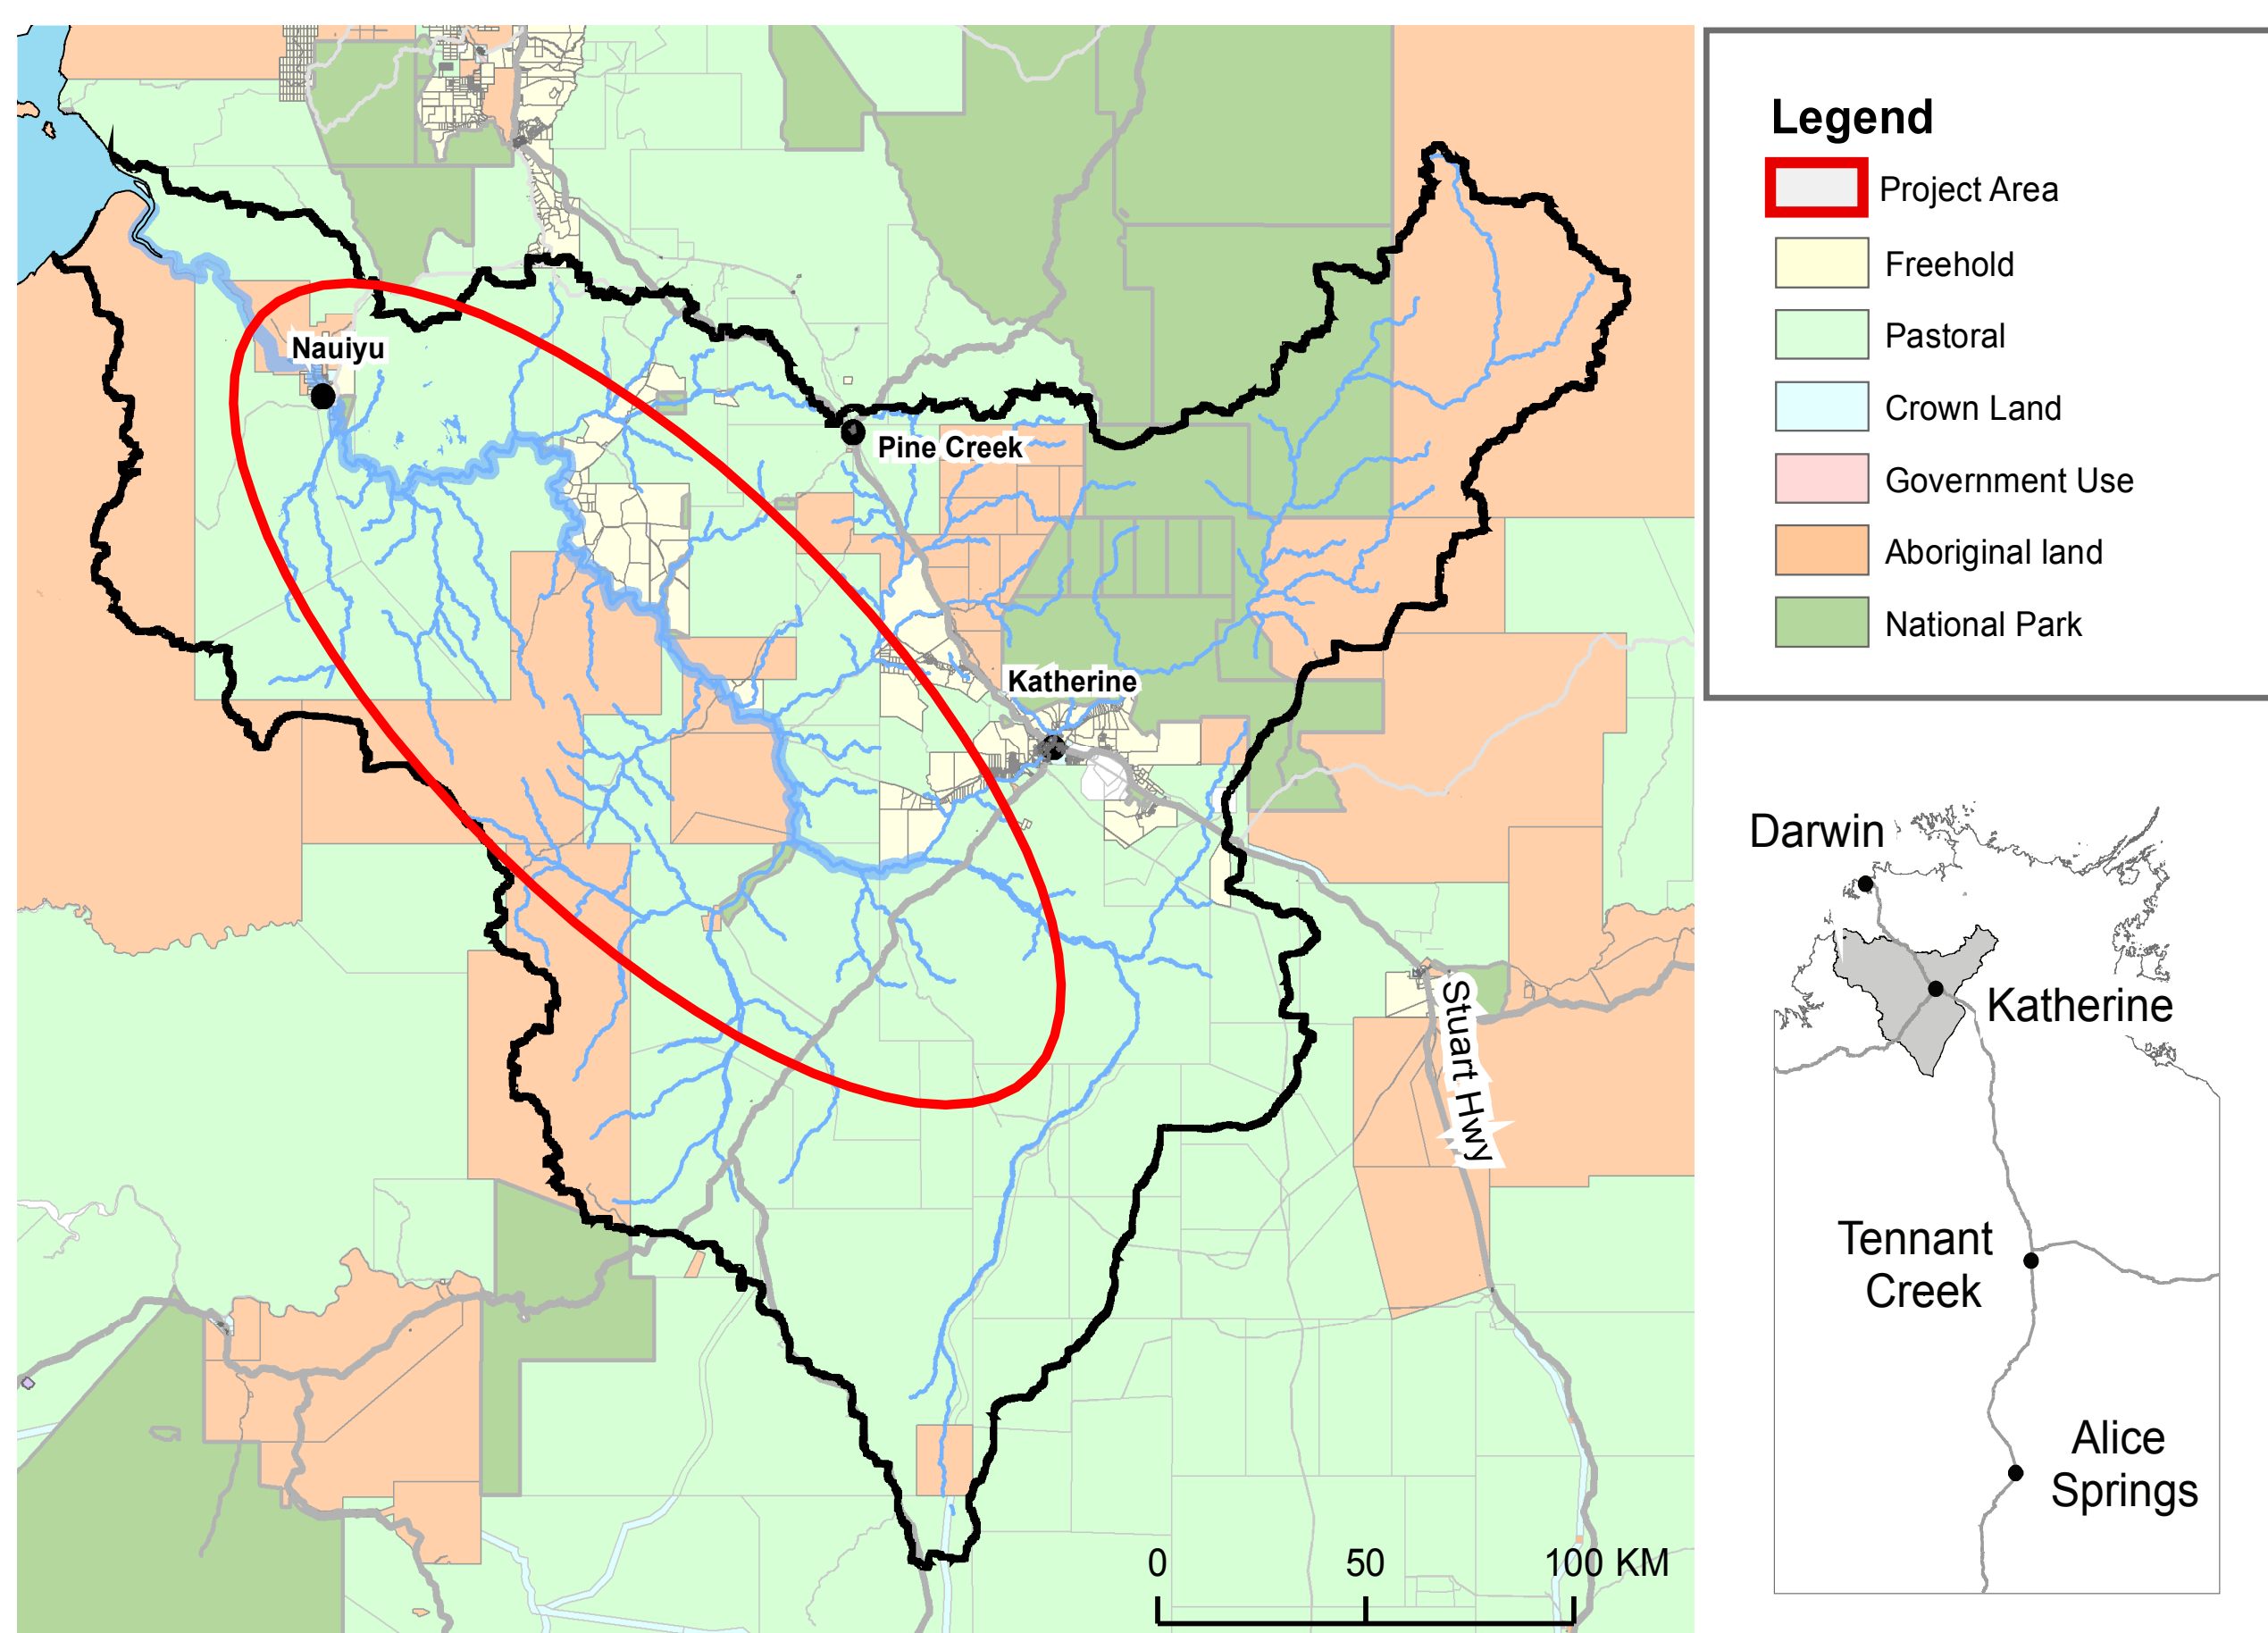 Nauiyu
Pine Creek
Katherine
Stuart Hwy
0 50 100 KM
Legend
Project Area
Freehold
Pastoral
Crown Land
Government Use
Aboriginal land
National Park
Darwin
Katherine
Tennant
Creek
Alice
Springs